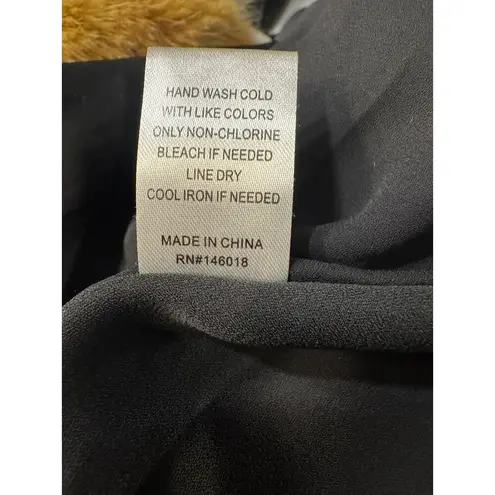 HAND WASH COLD
WITH LIKE COLORS
ONLY NON-CHLORINE
BLEACH IF NEEDED
LINE DRY
COOL IRON IF NEEDED
MADE IN CHINA
RN#146018